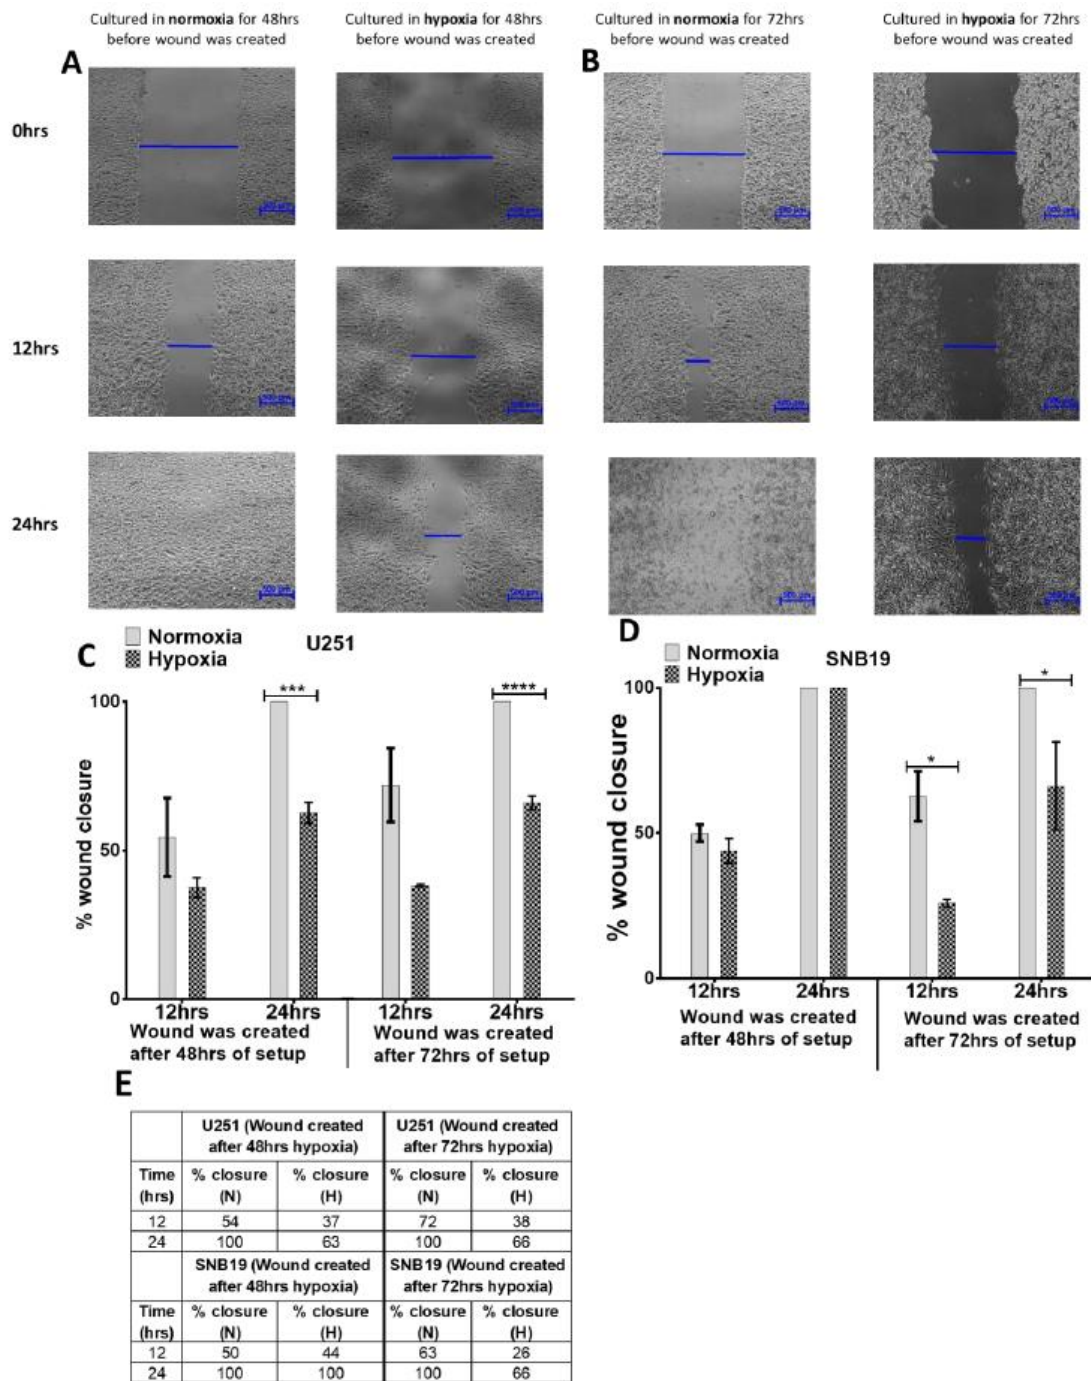 Cultured in normoxia for 48hrs
before wound was created
Cultured in hypoxia for 48hrs
before wound was created
Cultured in normoxia for 72hrs
before wound was created
Cultured in hypoxia for 72hrs
before wound was created
A
B
0hrs
12hrs
24hrs
C
Normoxia
Hypoxia
U251
% wound closure
100
50
0
***
****
12hrs
24hrs
12hrs
24hrs
Wound was created
after 48hrs of setup
Wound was created
after 72hrs of setup
D
Normoxia
Hypoxia
SNB19
% wound closure
100
50
0
*
*
12hrs
24hrs
12hrs
24hrs
Wound was created
after 48hrs of setup
Wound was created
after 72hrs of setup
E
U251 (Wound created
after 48hrs hypoxia)
U251 (Wound created
after 72hrs hypoxia)
Time
(hrs)
% closure
(N)
% closure
(H)
% closure
(N)
% closure
(H)
12 54 37 72 38
24 100 63 100 66
SNB19 (Wound created
after 48hrs hypoxia)
SNB19 (Wound created
after 72hrs hypoxia)
Time
(hrs)
% closure
(N)
% closure
(H)
% closure
(N)
% closure
(H)
12 50 44 63 26
24 100 100 100 66